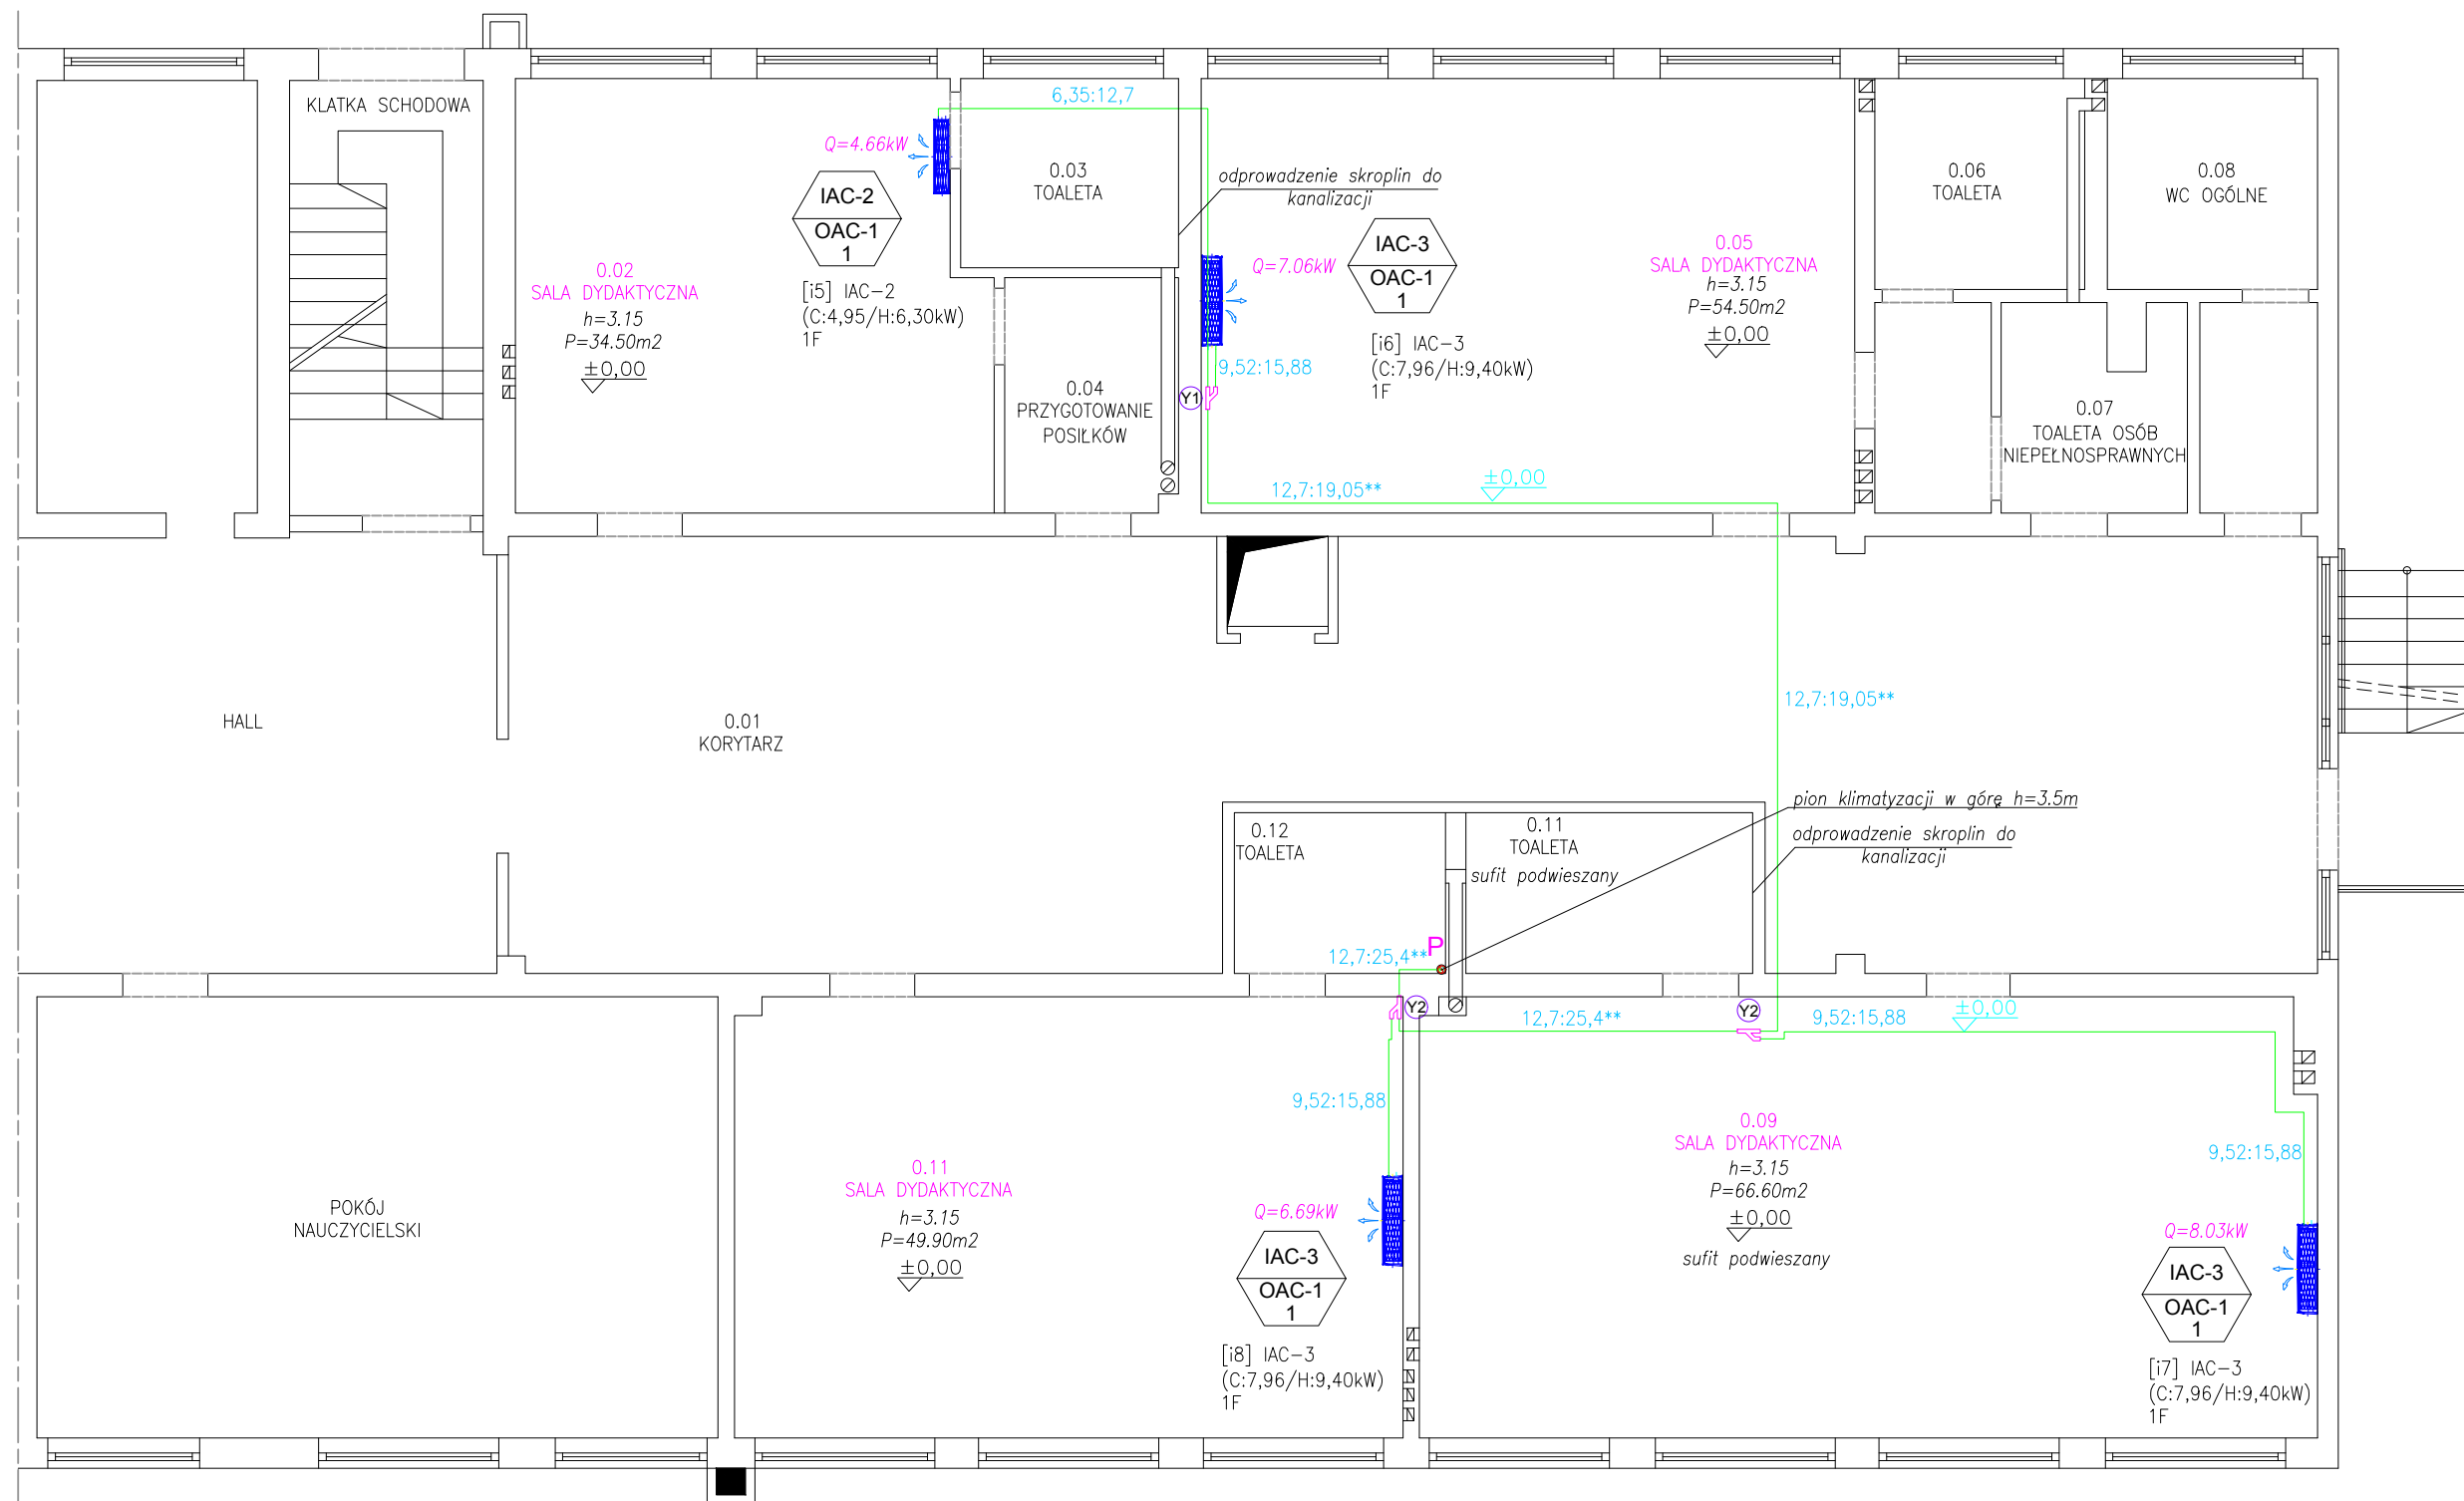 KLATKA SCHODOWA
6,35:12,7
Q=4.66kW
IAC-2
OAC-1
1
[i5] IAC-2
(C:4,95/H:6,30kW)
1F
0.02
SALA DYDAKTYCZNA
h=3.15
P=34.50m2
±0,00
0.03
TOALETA
odprowadzenie skroplin do
kanalizacji
Q=7.06kW
IAC-3
OAC-1
1
[i6] IAC-3
(C:7,96/H:9,40kW)
1F
9,52:15,88
Y1
0.04
PRZYGOTOWANIE
POSIŁKÓW
0.05
SALA DYDAKTYCZNA
h=3.15
P=54.50m2
±0,00
0.06
TOALETA
0.08
WC OGÓLNE
0.07
TOALETA OSÓB
NIEPEŁNOSPRAWNYCH
12,7:19,05**
±0,00
HALL
0.01
KORYTARZ
12,7:19,05**
pion klimatyzacji w górę h=3.5m
odprowadzenie skroplin do
kanalizacji
0.12
TOALETA
0.11
TOALETA
sufit podwieszany
12,7:25,4**
P
Y2
12,7:25,4**
Y2
9,52:15,88
±0,00
9,52:15,88
0.11
SALA DYDAKTYCZNA
h=3.15
P=49.90m2
±0,00
POKÓJ
NAUCZYCIELSKI
Q=6.69kW
IAC-3
OAC-1
1
[i8] IAC-3
(C:7,96/H:9,40kW)
1F
0.09
SALA DYDAKTYCZNA
h=3.15
P=66.60m2
±0,00
sufit podwieszany
9,52:15,88
Q=8.03kW
IAC-3
OAC-1
1
[i7] IAC-3
(C:7,96/H:9,40kW)
1F